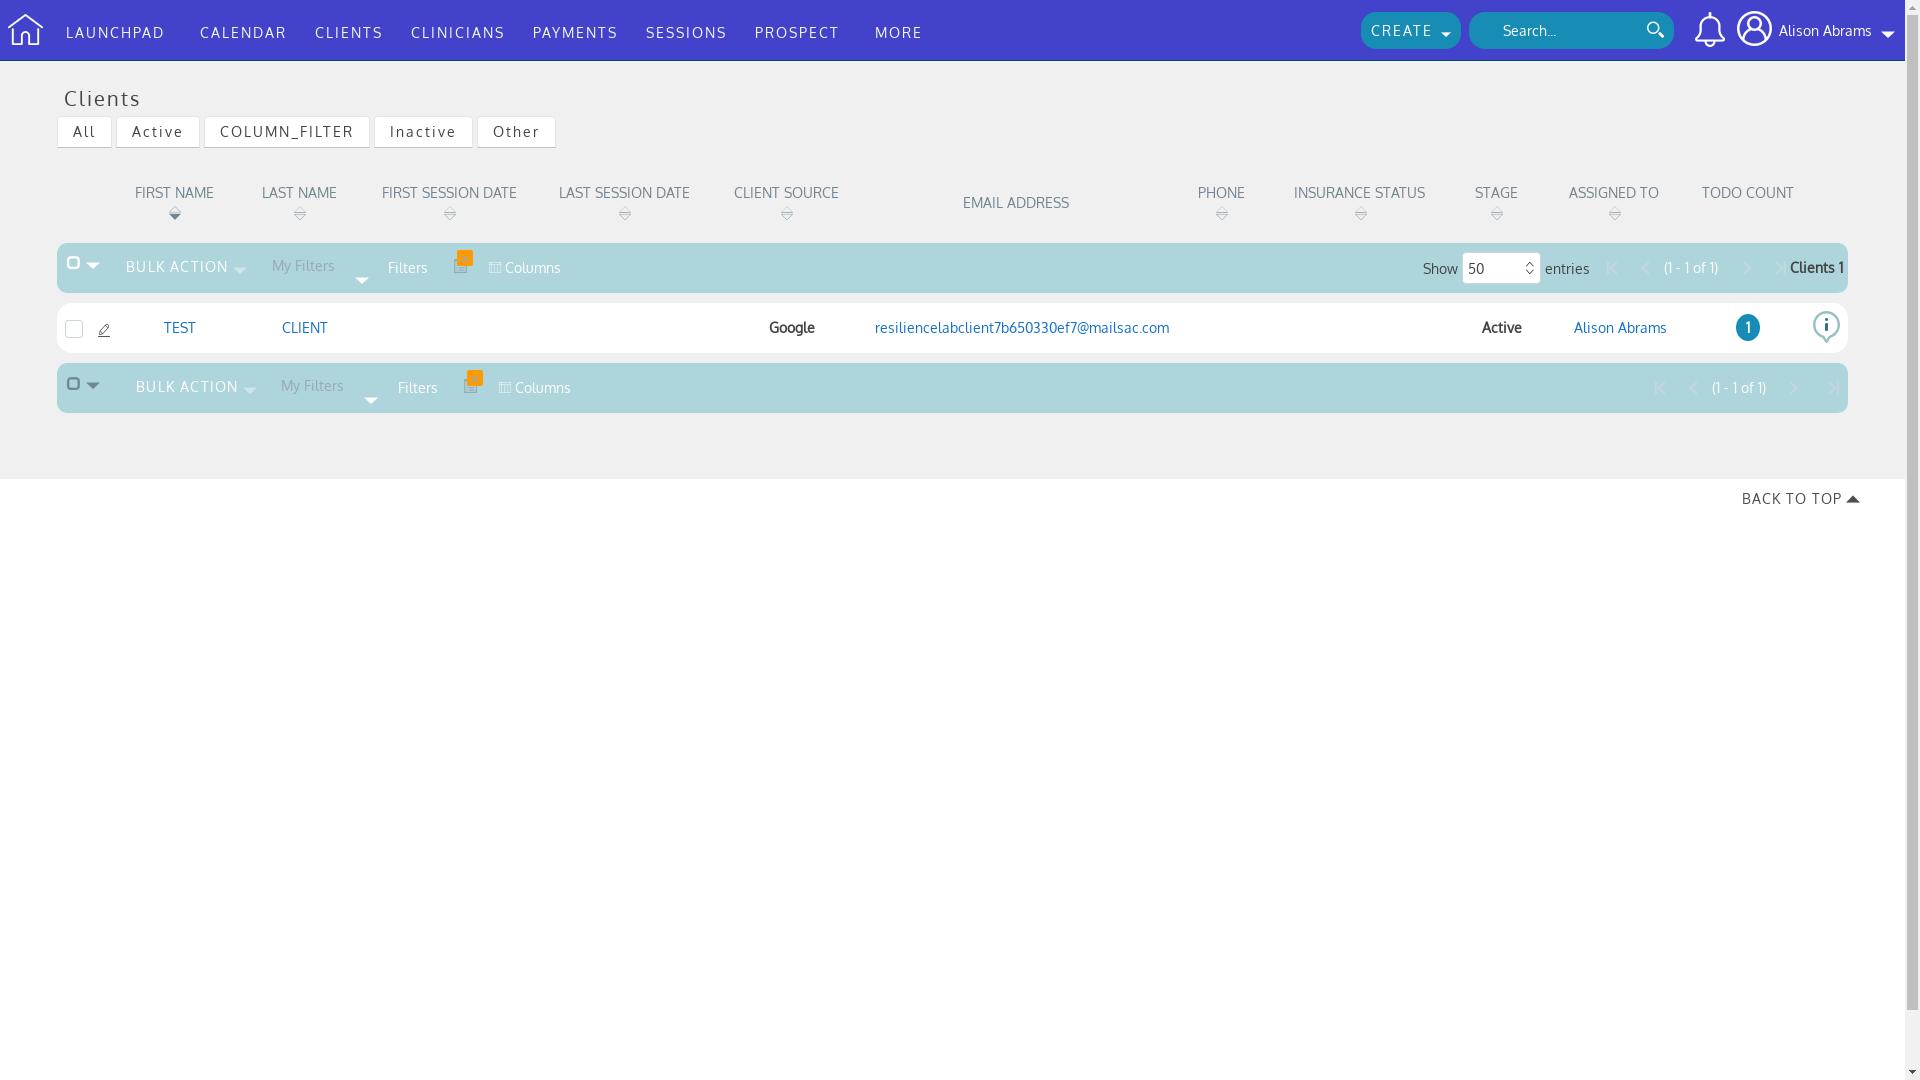 LAUNCHPAD CALENDAR CLIENTS CLINICIANS PAYMENTS SESSIONS PROSPECT MORE CREATE Search... Alison Abrams
Clients
All Active COLUMN_FILTER Inactive Other
FIRST NAME LAST NAME FIRST SESSION DATE LAST SESSION DATE CLIENT SOURCE EMAIL ADDRESS PHONE INSURANCE STATUS STAGE ASSIGNED TO TODO COUNT
BULK ACTION My Filters Filters Columns Show 50 entries (1 - 1 of 1) Clients 1
TEST CLIENT Google resiliencelabclient7b650330ef7@mailsac.com Active Alison Abrams 1
BULK ACTION My Filters Filters Columns (1 - 1 of 1)
BACK TO TOP